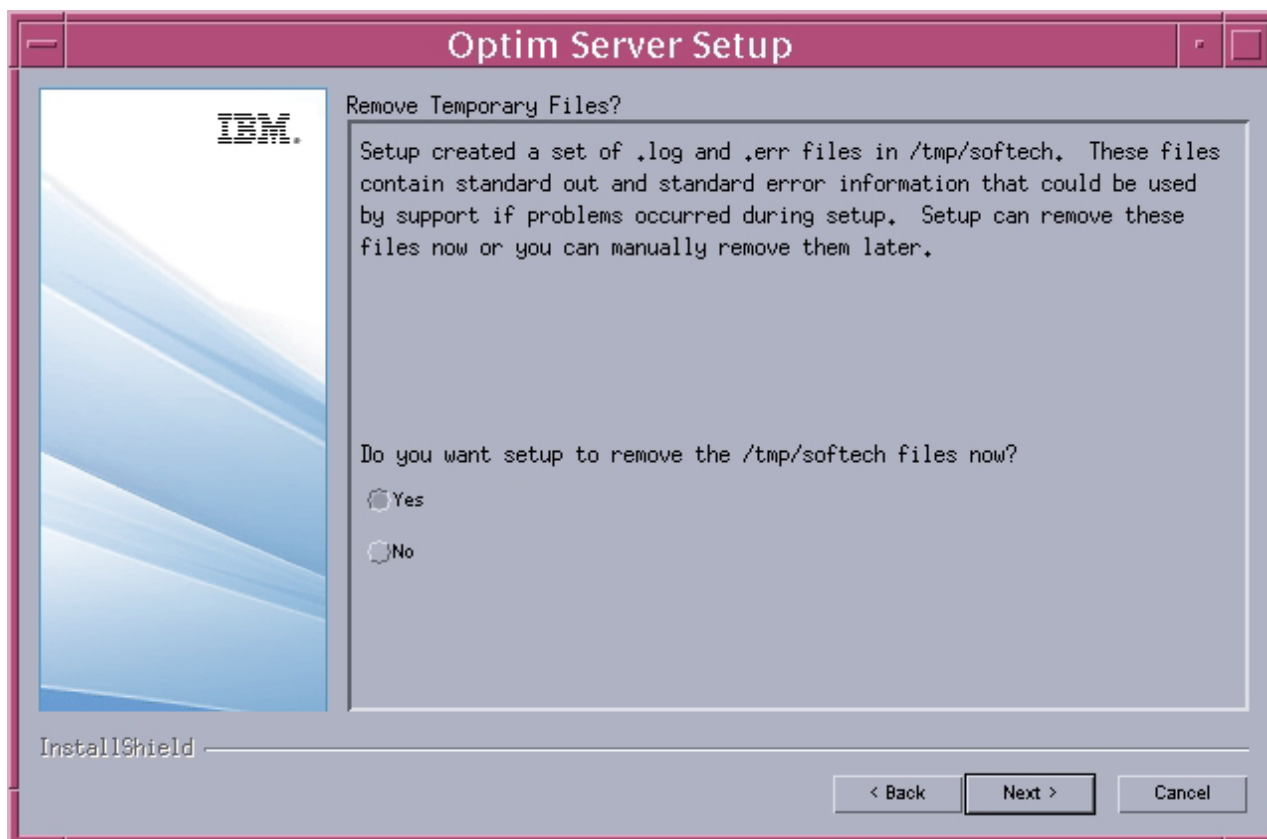 Optim Server Setup
IBM.
Remove Temporary Files?
Setup created a set of .log and .err files in /tmp/softech.  These files
contain standard out and standard error information that could be used
by support if problems occurred during setup.  Setup can remove these
files now or you can manually remove them later.
Do you want setup to remove the /tmp/softech files now?
Yes
No
InstallShield
< Back
Next >
Cancel